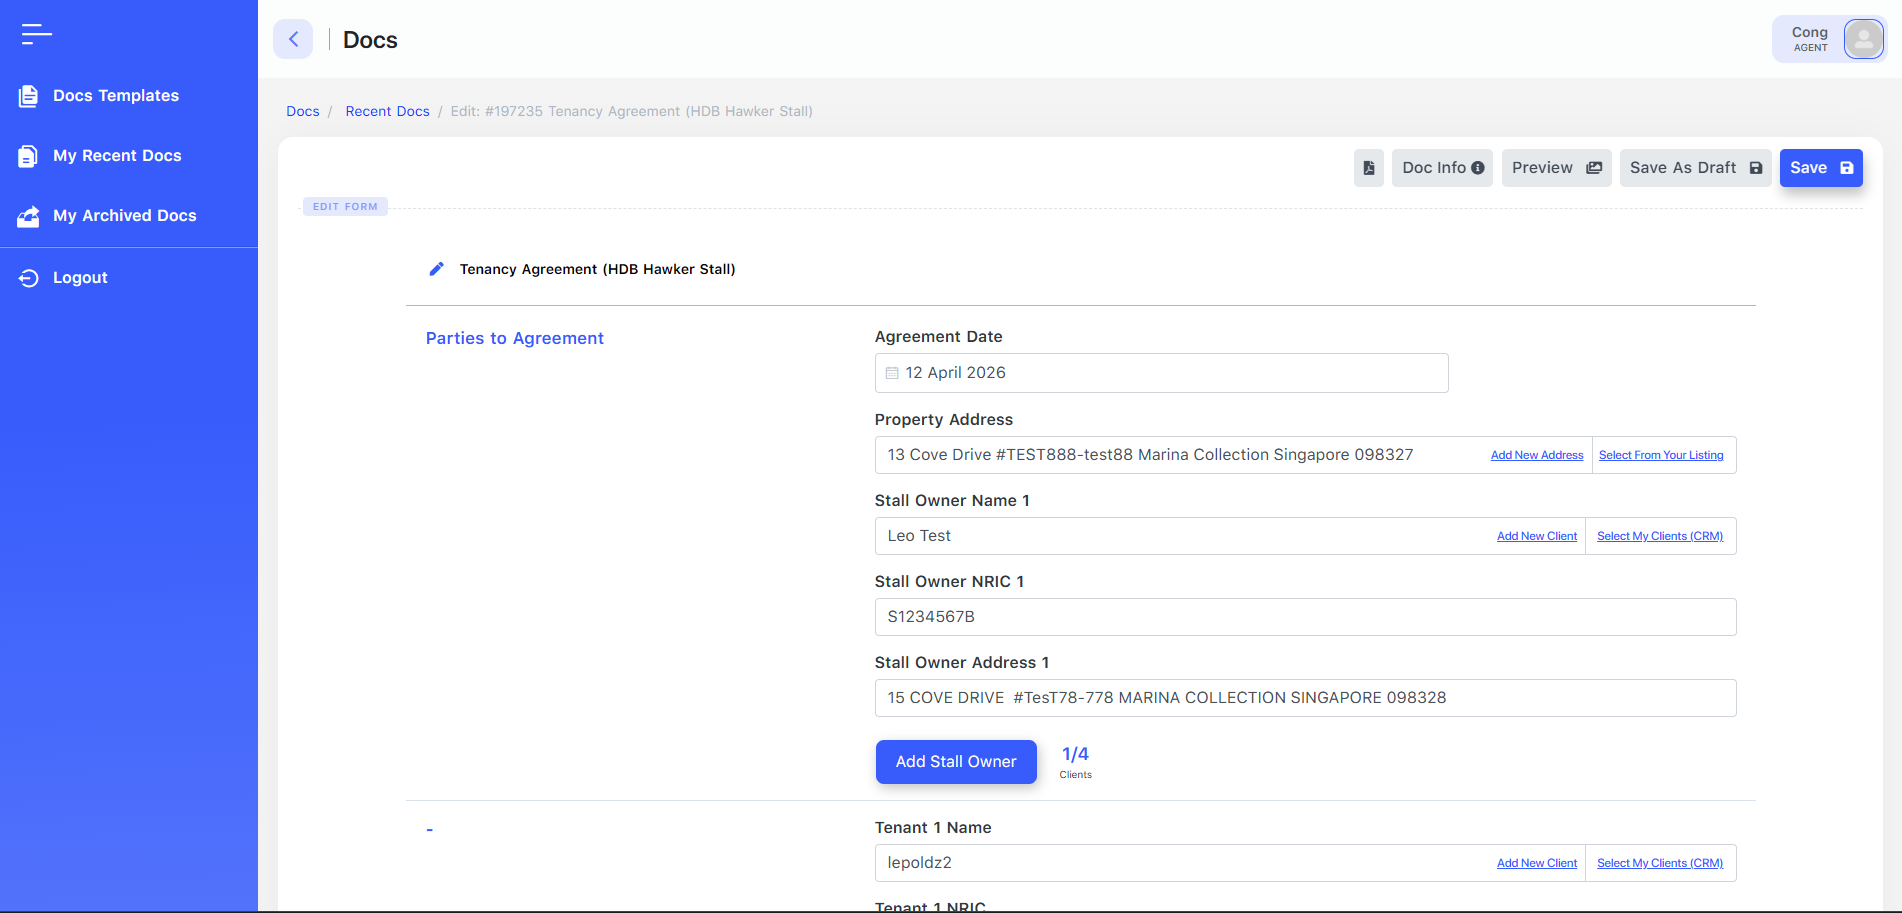 Docs
Cong
AGENT
Docs Templates
My Recent Docs
My Archived Docs
Logout
Docs / Recent Docs / Edit: #197235 Tenancy Agreement (HDB Hawker Stall)
Doc Info
Preview
Save As Draft
Save
EDIT FORM
Tenancy Agreement (HDB Hawker Stall)
Parties to Agreement
Agreement Date
12 April 2026
Property Address
13 Cove Drive #TEST888-test88 Marina Collection Singapore 098327
Add New Address
Select From Your Listing
Stall Owner Name 1
Leo Test
Add New Client
Select My Clients (CRM)
Stall Owner NRIC 1
S1234567B
Stall Owner Address 1
15 COVE DRIVE  #TesT78-778 MARINA COLLECTION SINGAPORE 098328
Add Stall Owner
1/4
Clients
-
Tenant 1 Name
lepoldz2
Add New Client
Select My Clients (CRM)
Tenant 1 NRIC